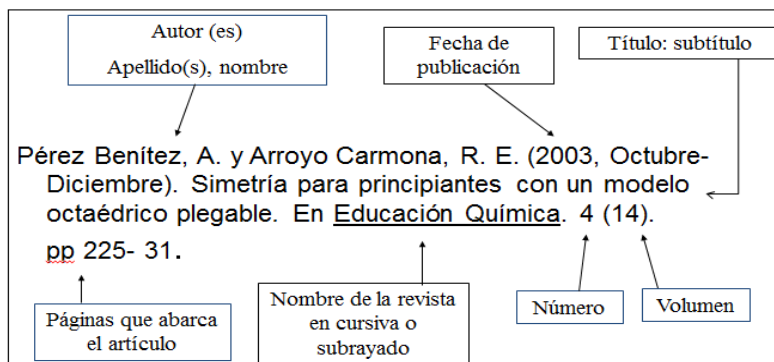 Autor (es)
Apellido(s), nombre
Fecha de
publicación
Título: subtítulo
Pérez Benítez, A. y Arroyo Carmona, R. E. (2003, Octubre-
Diciembre). Simetría para principiantes con un modelo
octaédrico plegable. En Educación Química. 4 (14).
pp 225- 31.
Páginas que abarca
el artículo
Nombre de la revista
en cursiva o
subrayado
Número
Volumen